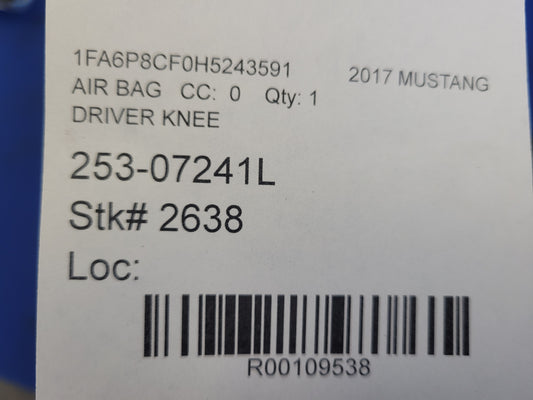 1FA6P8CF0H5243591 2017 MUSTANG
AIR BAG CC: 0 Qty: 1
DRIVER KNEE
253-07241L
Stk# 2638
Loc:
R00109538